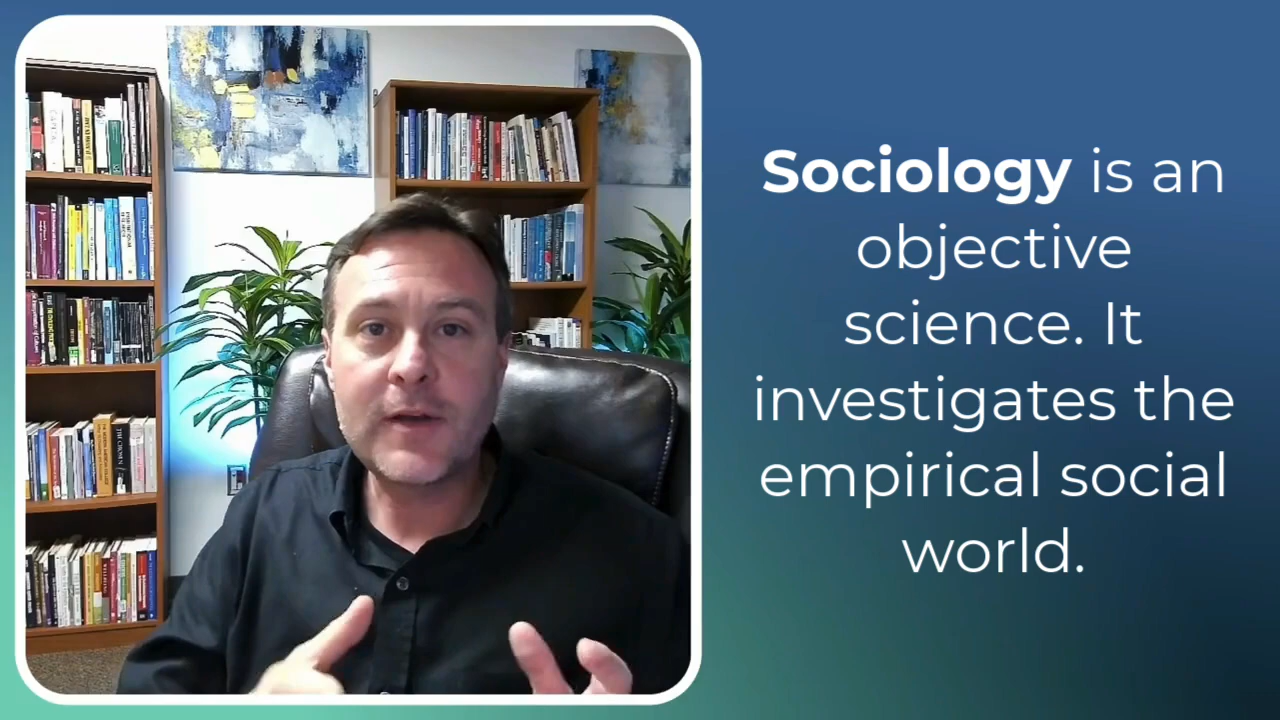 Sociology is an
objective
science. It
investigates the
empirical social
world.